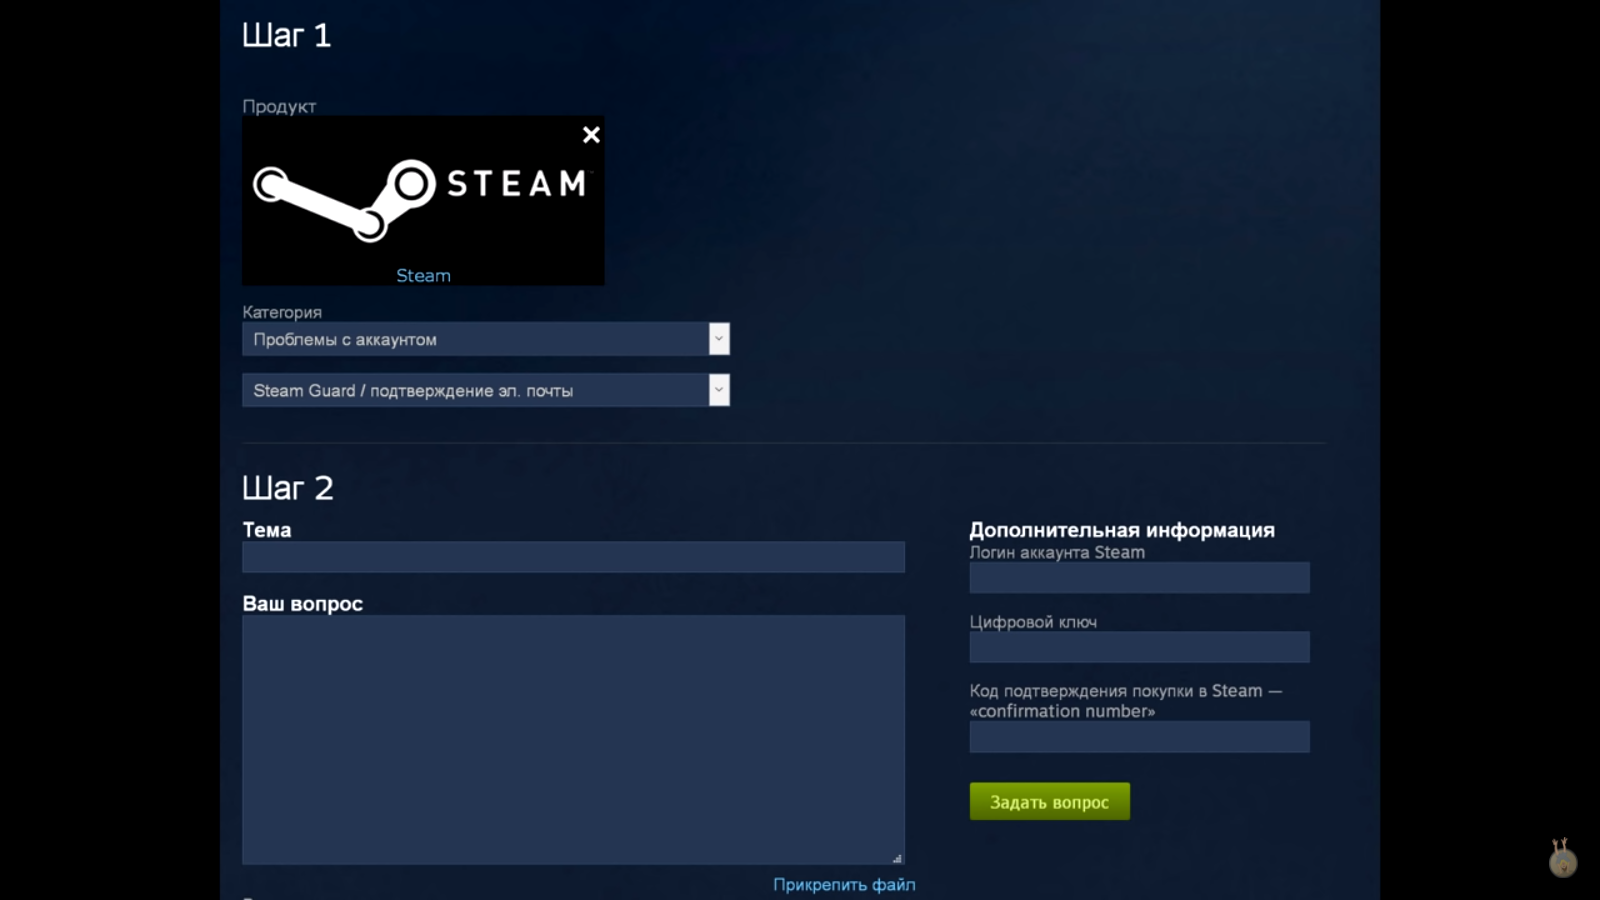 Шаг 1
Продукт
STEAM
Steam
Категория
Проблемы с аккаунтом
Steam Guard / подтверждение эл. почты
Шаг 2
Тема
Ваш вопрос
Прикрепить файл
Дополнительная информация
Логин аккаунта Steam
Цифровой ключ
Код подтверждения покупки в Steam —
«confirmation number»
Задать вопрос